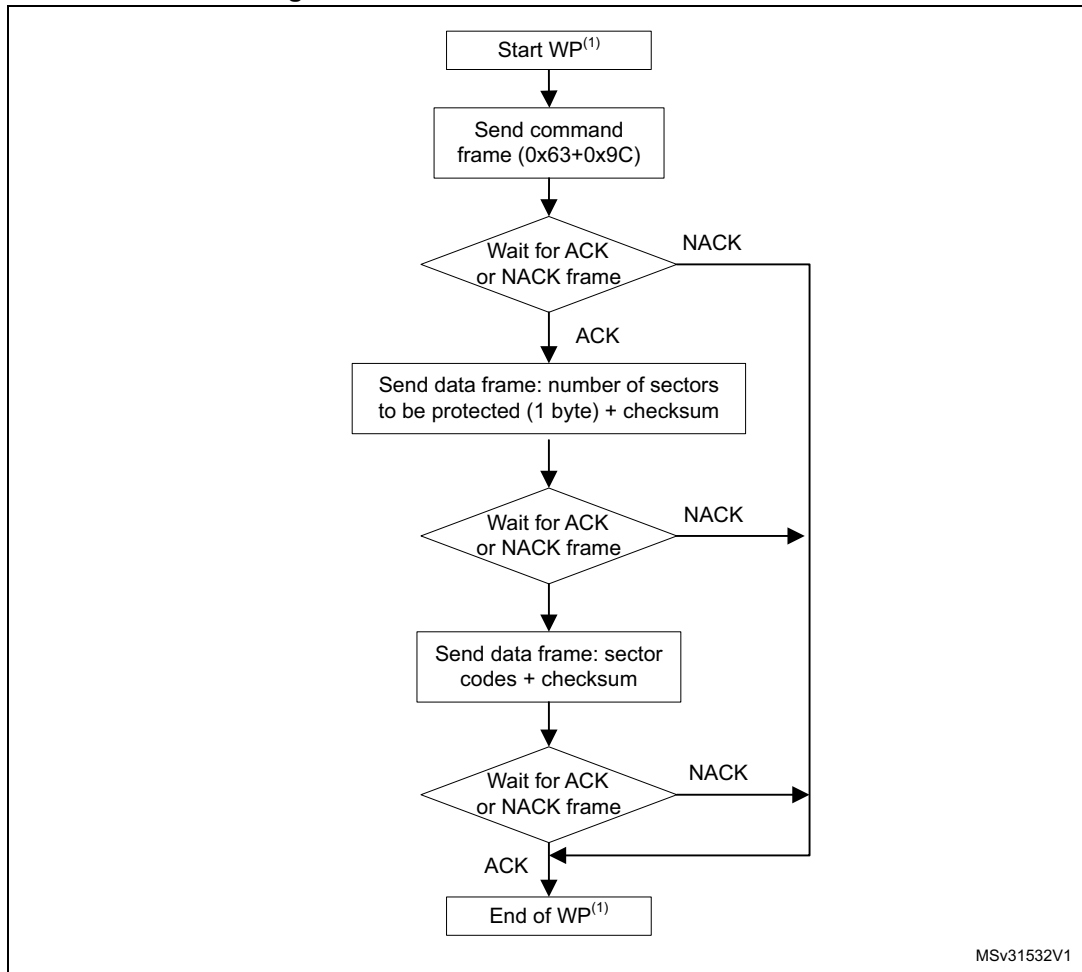 Start WP(1)
Send command
frame (0x63+0x9C)
Wait for ACK
or NACK frame
NACK
ACK
Send data frame: number of sectors
to be protected (1 byte) + checksum
Wait for ACK
or NACK frame
NACK
Send data frame: sector
codes + checksum
Wait for ACK
or NACK frame
NACK
ACK
End of WP(1)
MSv31532V1